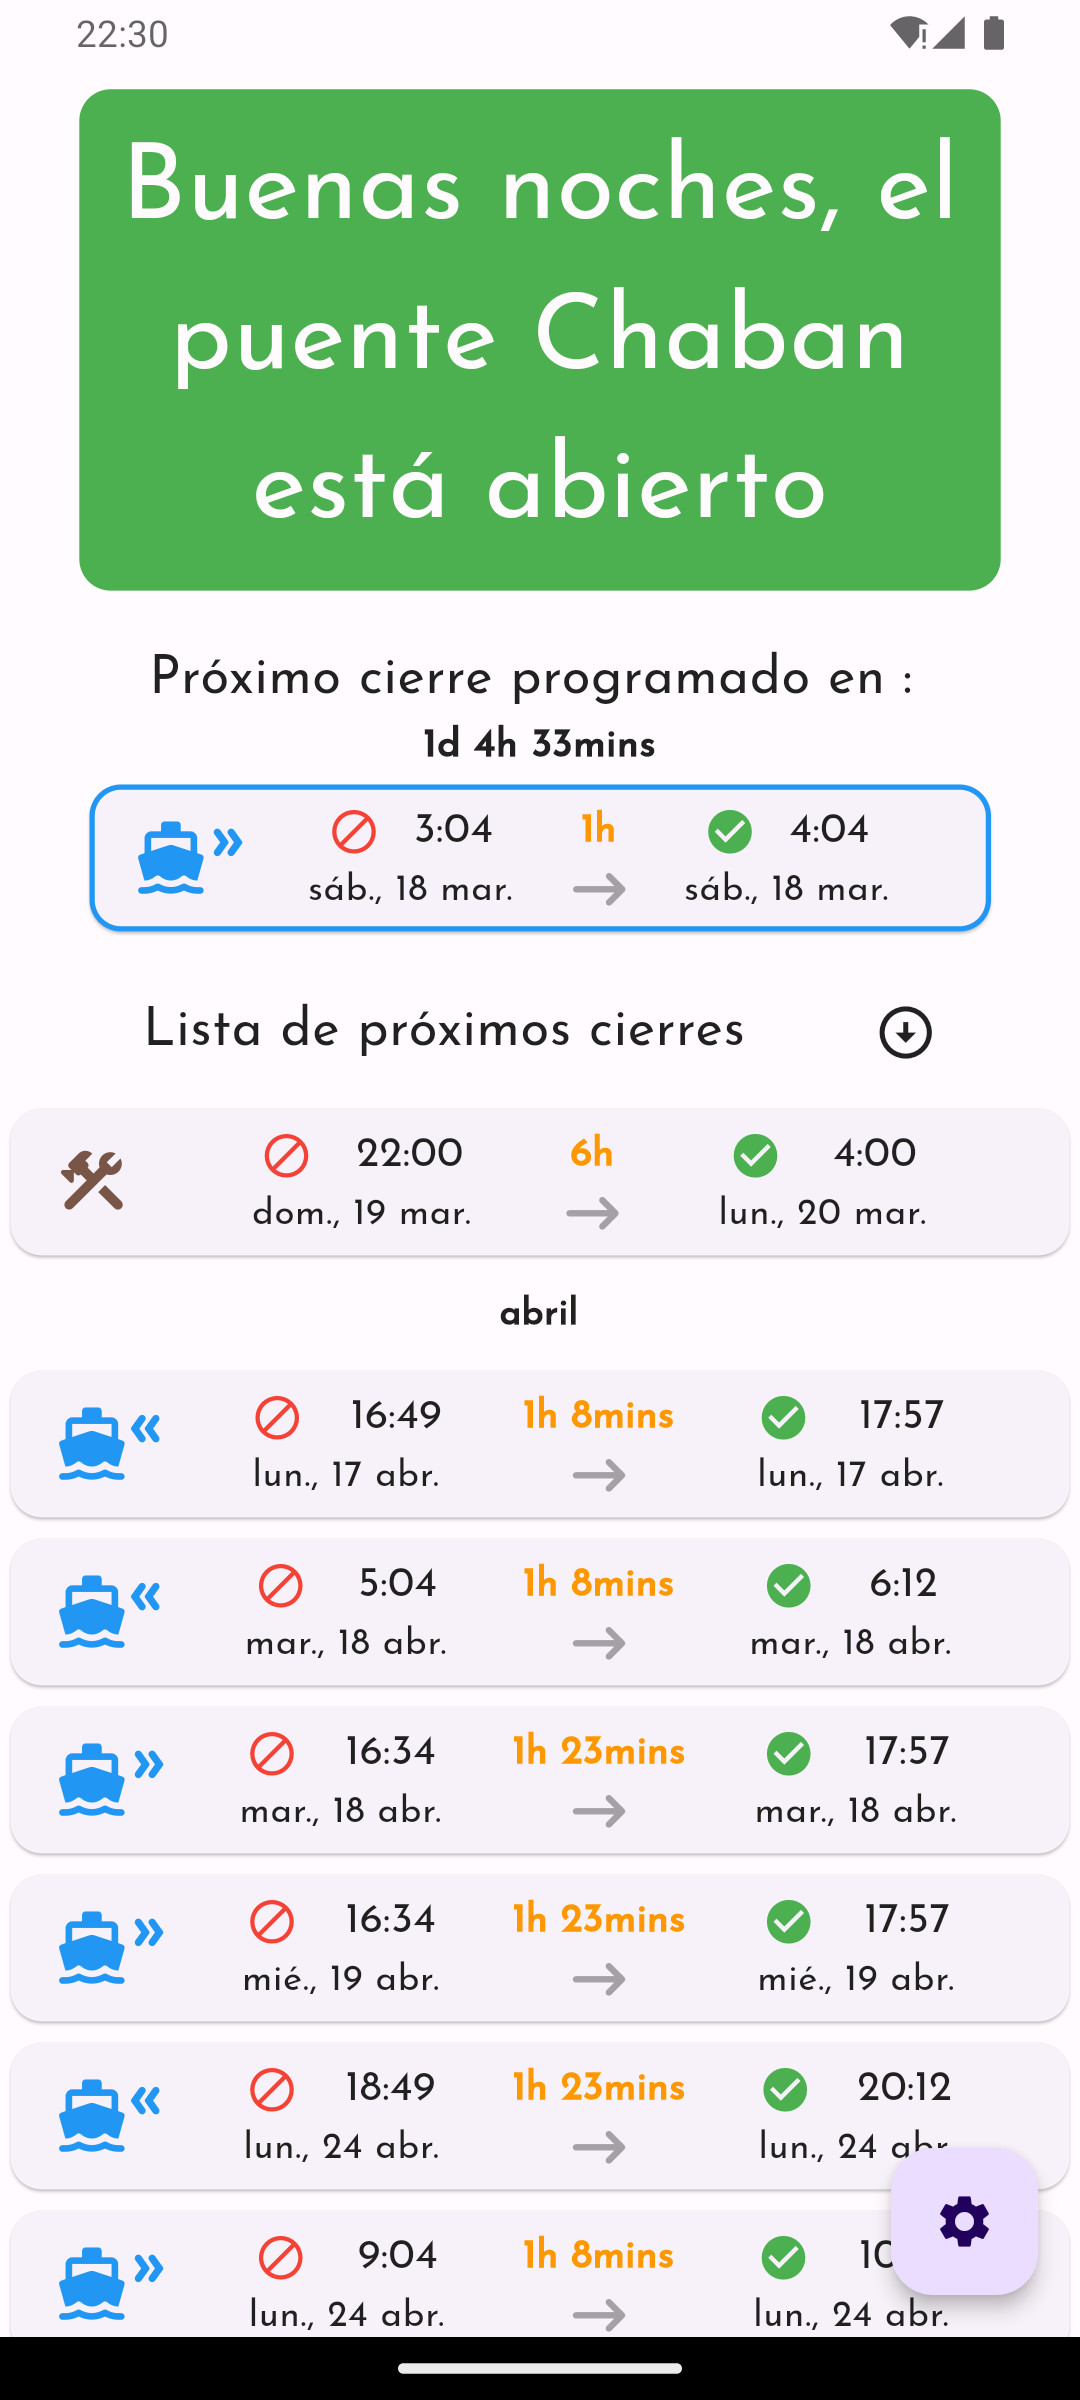 22:30
Buenas noches, el
puente Chaban
está abierto
Próximo cierre programado en :
1d 4h 33mins
3:04 1h 4:04
sáb., 18 mar. sáb., 18 mar.
Lista de próximos cierres
22:00 6h 4:00
dom., 19 mar. lun., 20 mar.
abril
16:49 1h 8mins 17:57
lun., 17 abr. lun., 17 abr.
5:04 1h 8mins 6:12
mar., 18 abr. mar., 18 abr.
16:34 1h 23mins 17:57
mar., 18 abr. mar., 18 abr.
16:34 1h 23mins 17:57
mié., 19 abr. mié., 19 abr.
18:49 1h 23mins 20:12
lun., 24 abr. lun., 24 abr.
9:04 1h 8mins
lun., 24 abr. lun., 24 abr.